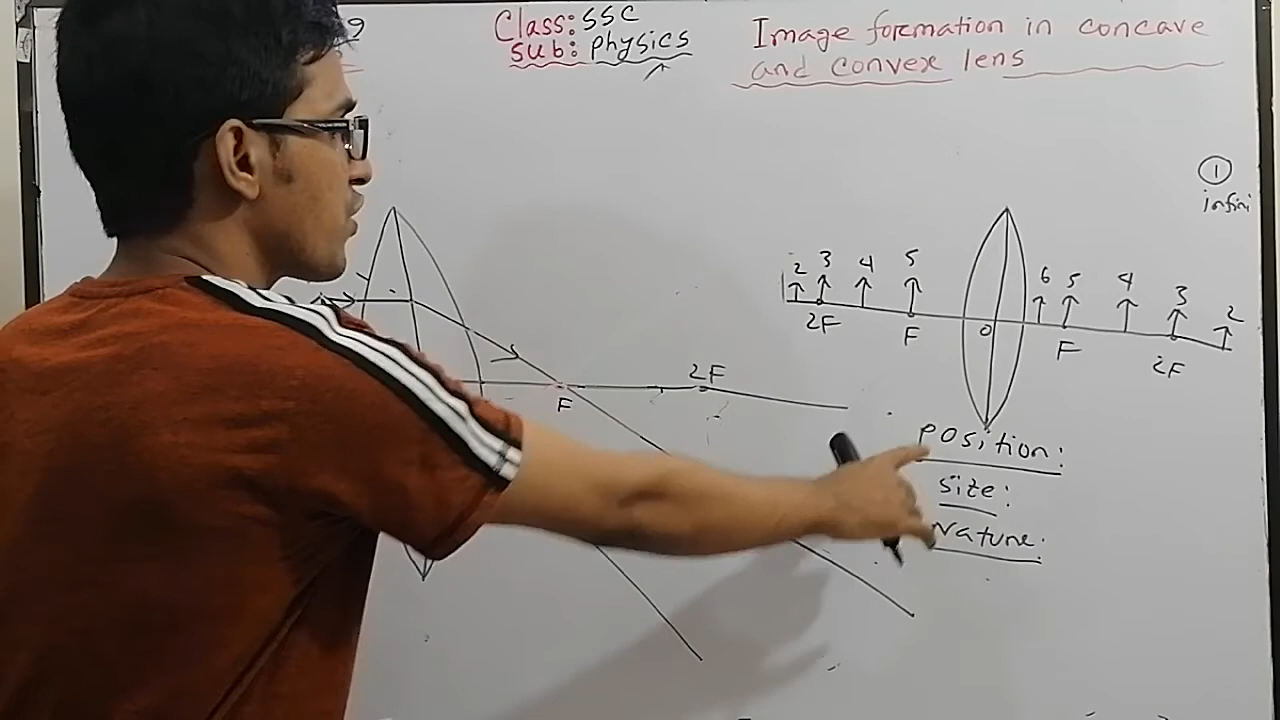 9
Class: SSC
Sub: Physics
Image formation in concave
and convex lens
1
infini
2 3 4 5
6 5 4 3 2
2F F O F 2F
2F
F
Position:
Size:
Nature: